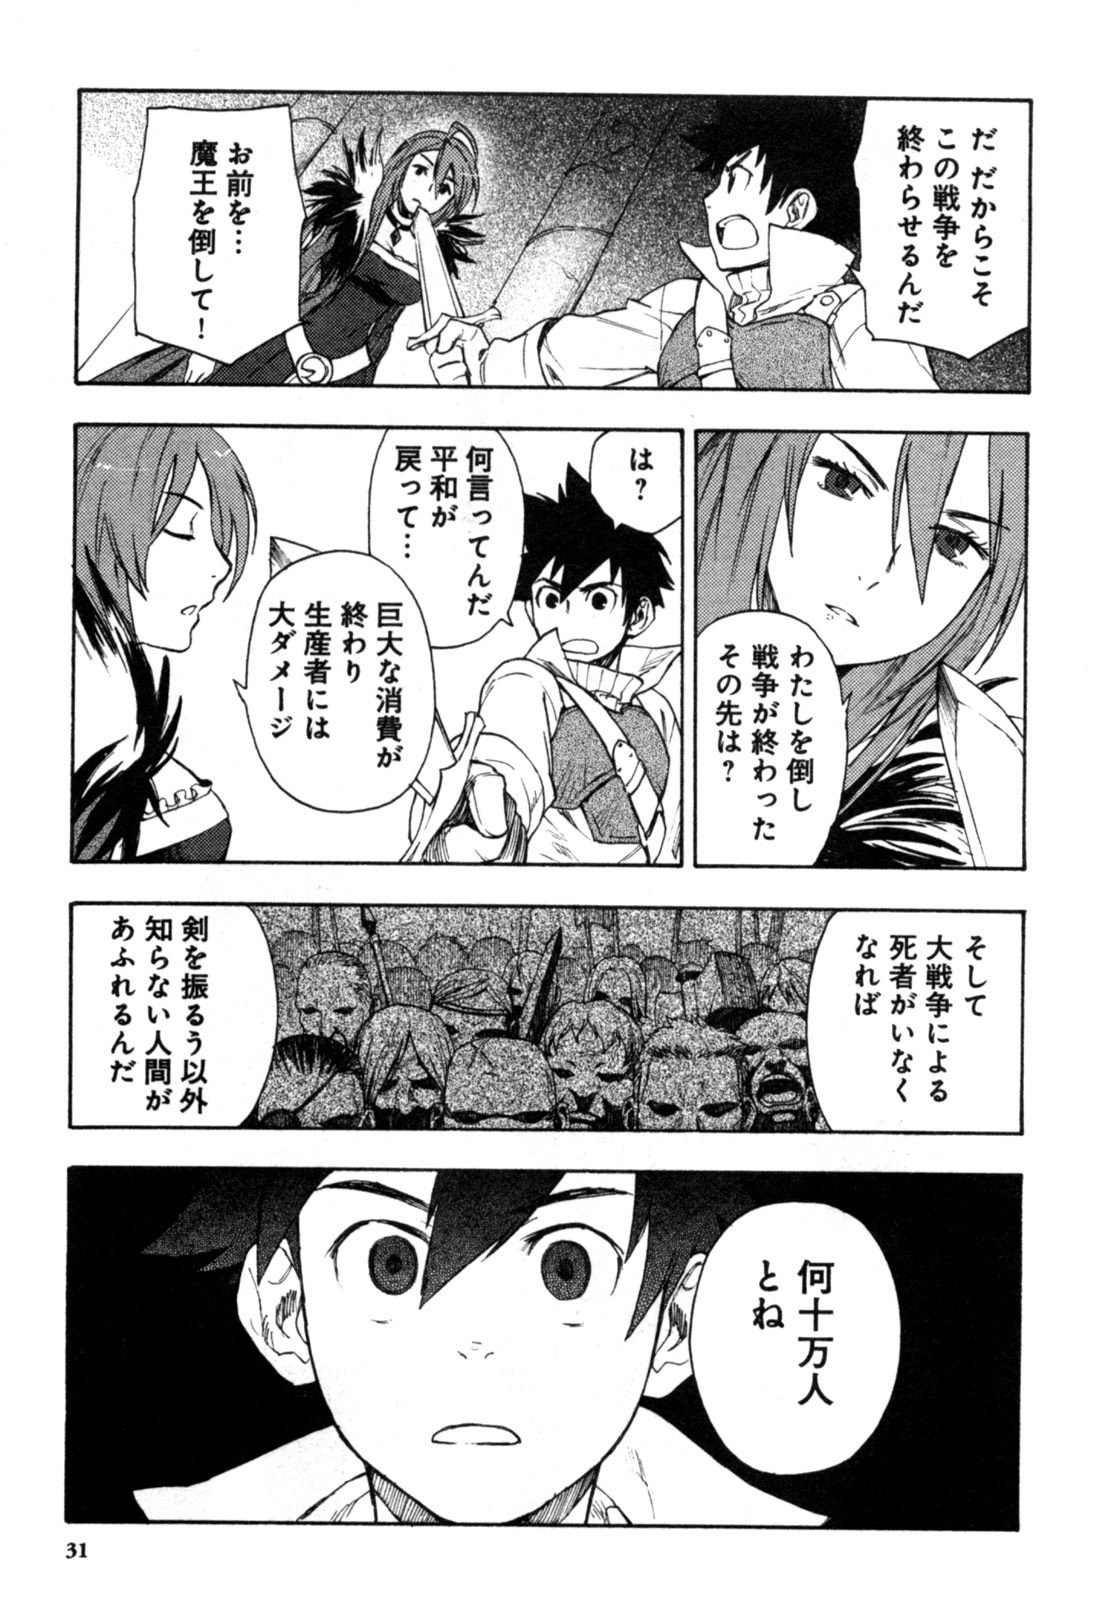 だ だからこそ
この戦争を
終わらせるんだ
お前を…
魔王を倒して！
わたしを倒し
戦争が終わった
その先は？
は？
何言ってんだ
平和が
戻って…
巨大な消費が
終わり
生産者には
大ダメージ
そして
大戦争による
死者がいなく
なれば
剣を振るう以外
知らない人間が
あふれるんだ
何十万人
とね
31